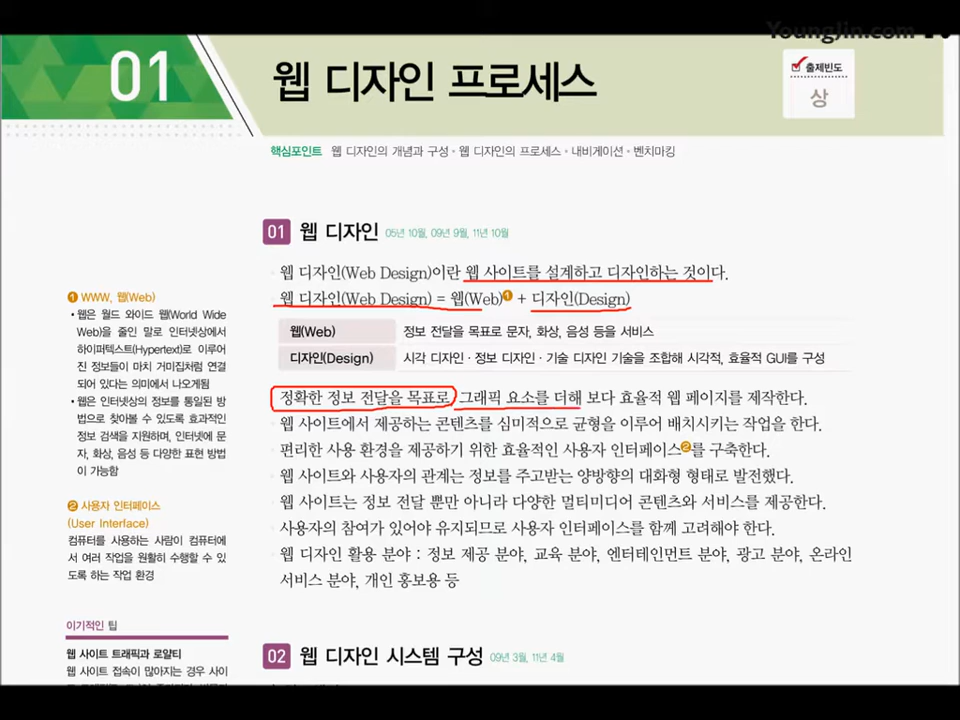 YoungJin.com
01
웹 디자인 프로세스
출제빈도
상
핵심포인트 웹 디자인의 개념과 구성 • 웹 디자인의 프로세스 • 내비게이션 • 벤치마킹
01 웹 디자인 05년 10월, 09년 9월, 11년 10월
웹 디자인(Web Design)이란 웹 사이트를 설계하고 디자인하는 것이다.
웹 디자인(Web Design) = 웹(Web)❶ + 디자인(Design)
웹(Web) 정보 전달을 목표로 문자, 화상, 음성 등을 서비스
디자인(Design) 시각 디자인 · 정보 디자인 · 기술 디자인 기술을 조합해 시각적, 효율적 GUI를 구성
정확한 정보 전달을 목표로 그래픽 요소를 더해 보다 효율적 웹 페이지를 제작한다.
웹 사이트에서 제공하는 콘텐츠를 심미적으로 균형을 이루어 배치시키는 작업을 한다.
편리한 사용 환경을 제공하기 위한 효율적인 사용자 인터페이스❷를 구축한다.
웹 사이트와 사용자의 관계는 정보를 주고받는 양방향의 대화형 형태로 발전했다.
웹 사이트는 정보 전달 뿐만 아니라 다양한 멀티미디어 콘텐츠와 서비스를 제공한다.
사용자의 참여가 있어야 유지되므로 사용자 인터페이스를 함께 고려해야 한다.
웹 디자인 활용 분야 : 정보 제공 분야, 교육 분야, 엔터테인먼트 분야, 광고 분야, 온라인
서비스 분야, 개인 홍보용 등
❶ WWW, 웹(Web)
• 웹은 월드 와이드 웹(World Wide
Web)을 줄인 말로 인터넷상에서
하이퍼텍스트(Hypertext)로 이루어
진 정보들이 마치 거미집처럼 연결
되어 있다는 의미에서 나오게됨
• 웹은 인터넷상의 정보를 통일된 방
법으로 찾아볼 수 있도록 효과적인
정보 검색을 지원하며, 인터넷에 문
자, 화상, 음성 등 다양한 표현 방법
이 가능함
❷ 사용자 인터페이스
(User Interface)
컴퓨터를 사용하는 사람이 컴퓨터에
서 여러 작업을 원활히 수행할 수 있
도록 하는 작업 환경
이기적인 팁
웹 사이트 트래픽과 로얄티
웹 사이트 접속이 많아지는 경우 사이
02 웹 디자인 시스템 구성 09년 3월, 11년 4월